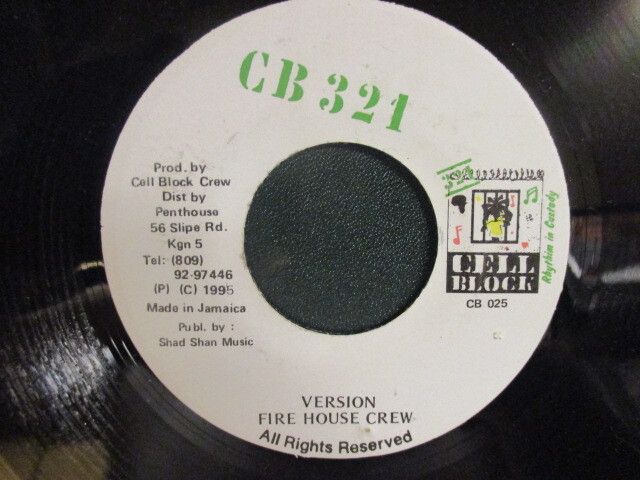 CB 321
Prod. by
Cell Block Crew
Dist by
Penthouse
56 Slipe Rd.
Kgn 5
Tel: (809)
92-97446
(P) (C) 1995
Made in Jamaica
Publ. by :
Shad Shan Music
321
CELL
BLOCK
Rhythim in Custody
CB 025
VERSION
FIRE HOUSE CREW
All Rights Reserved